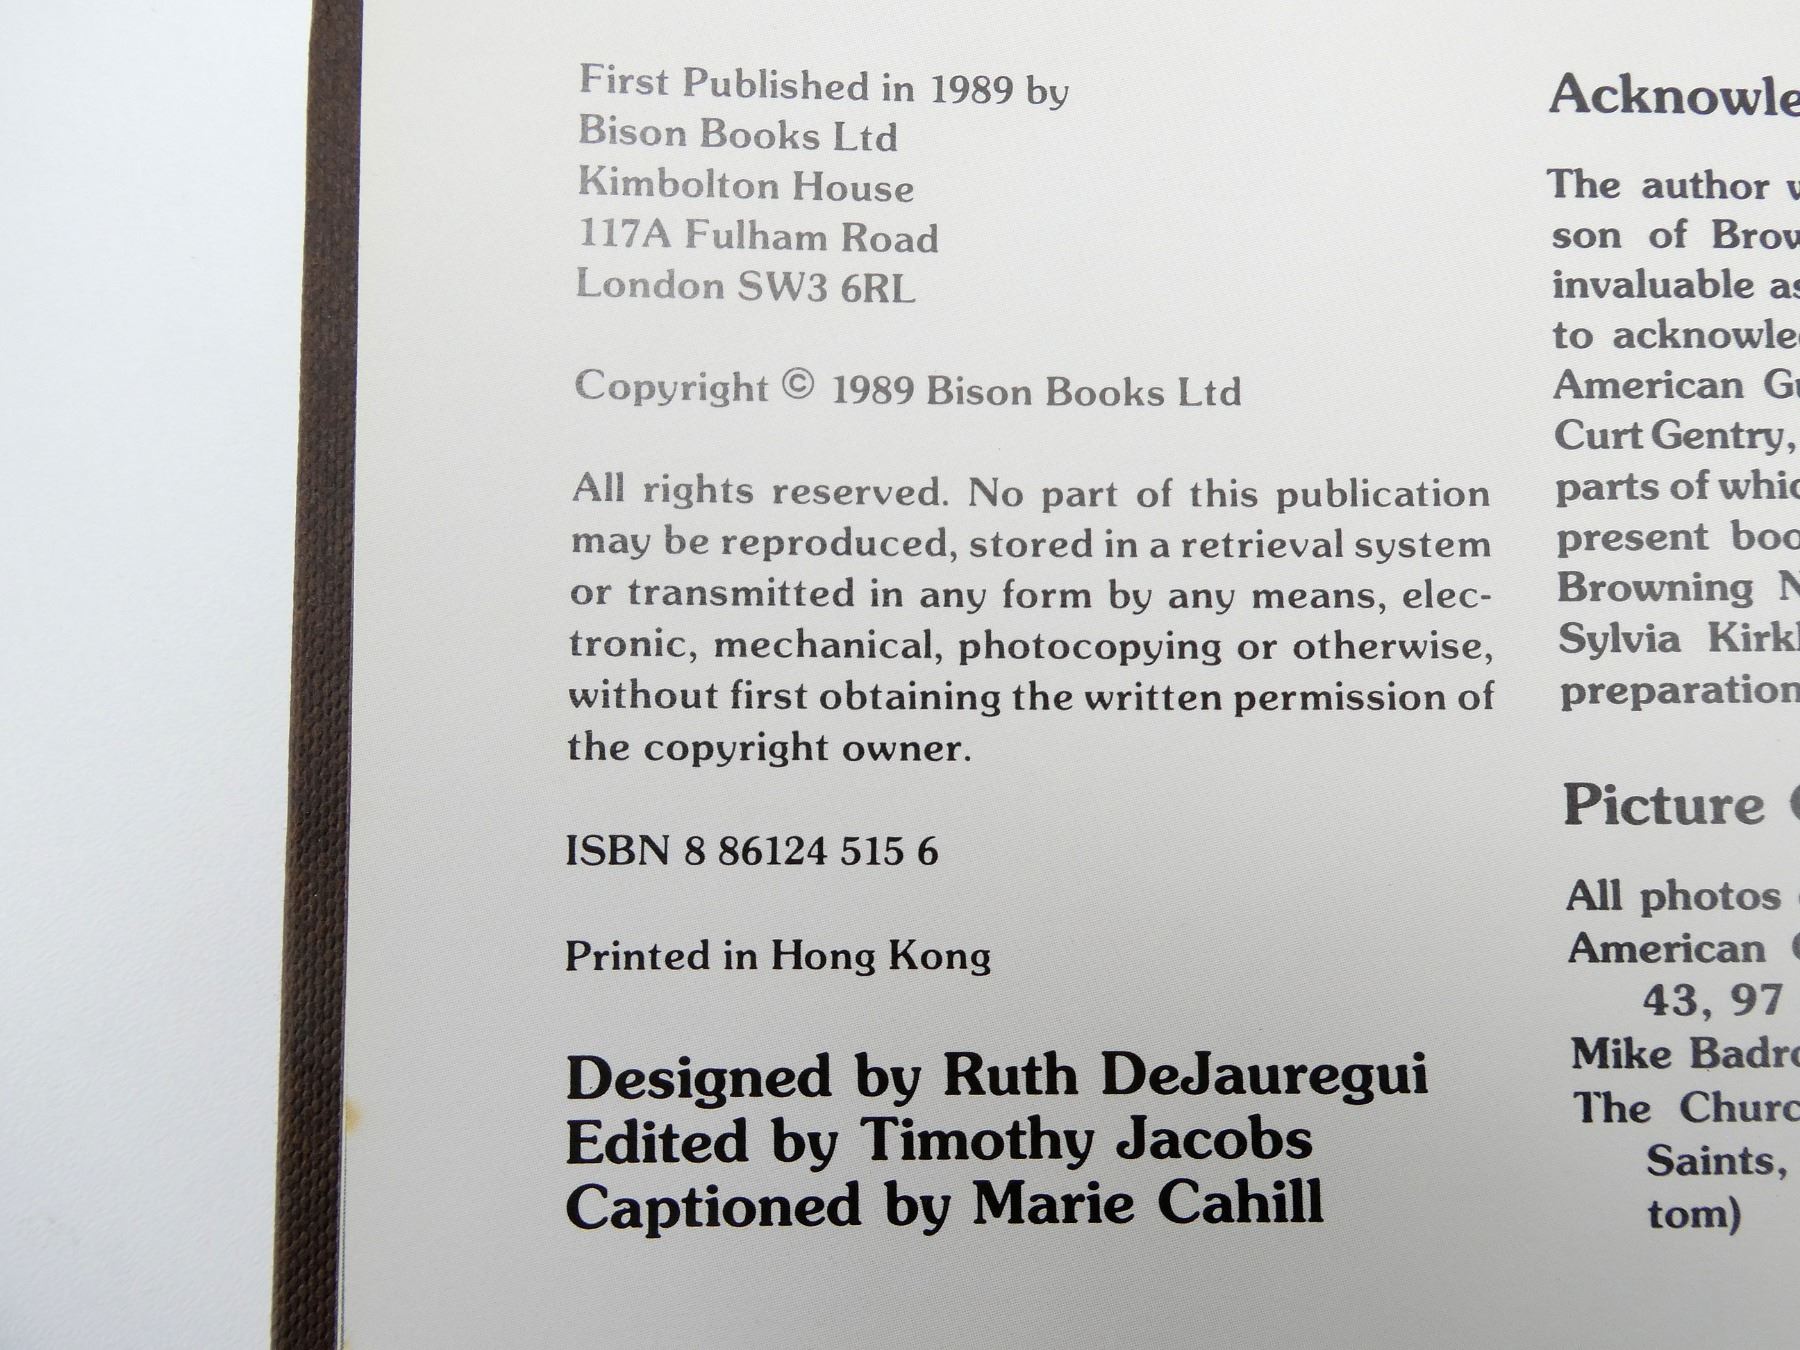 First Published in 1989 by
Bison Books Ltd
Kimbolton House
117A Fulham Road
London SW3 6RL
Copyright © 1989 Bison Books Ltd
All rights reserved. No part of this publication
may be reproduced, stored in a retrieval system
or transmitted in any form by any means, elec-
tronic, mechanical, photocopying or otherwise,
without first obtaining the written permission of
the copyright owner.
ISBN 8 86124 515 6
Printed in Hong Kong
Designed by Ruth DeJauregui
Edited by Timothy Jacobs
Captioned by Marie Cahill
The author
son of
invaluable
to
American
Curt Gentry,
parts of
present
Browning
Sylvia
Picture
All photos
American
43, 97
Mike
The
Saints,
tom)